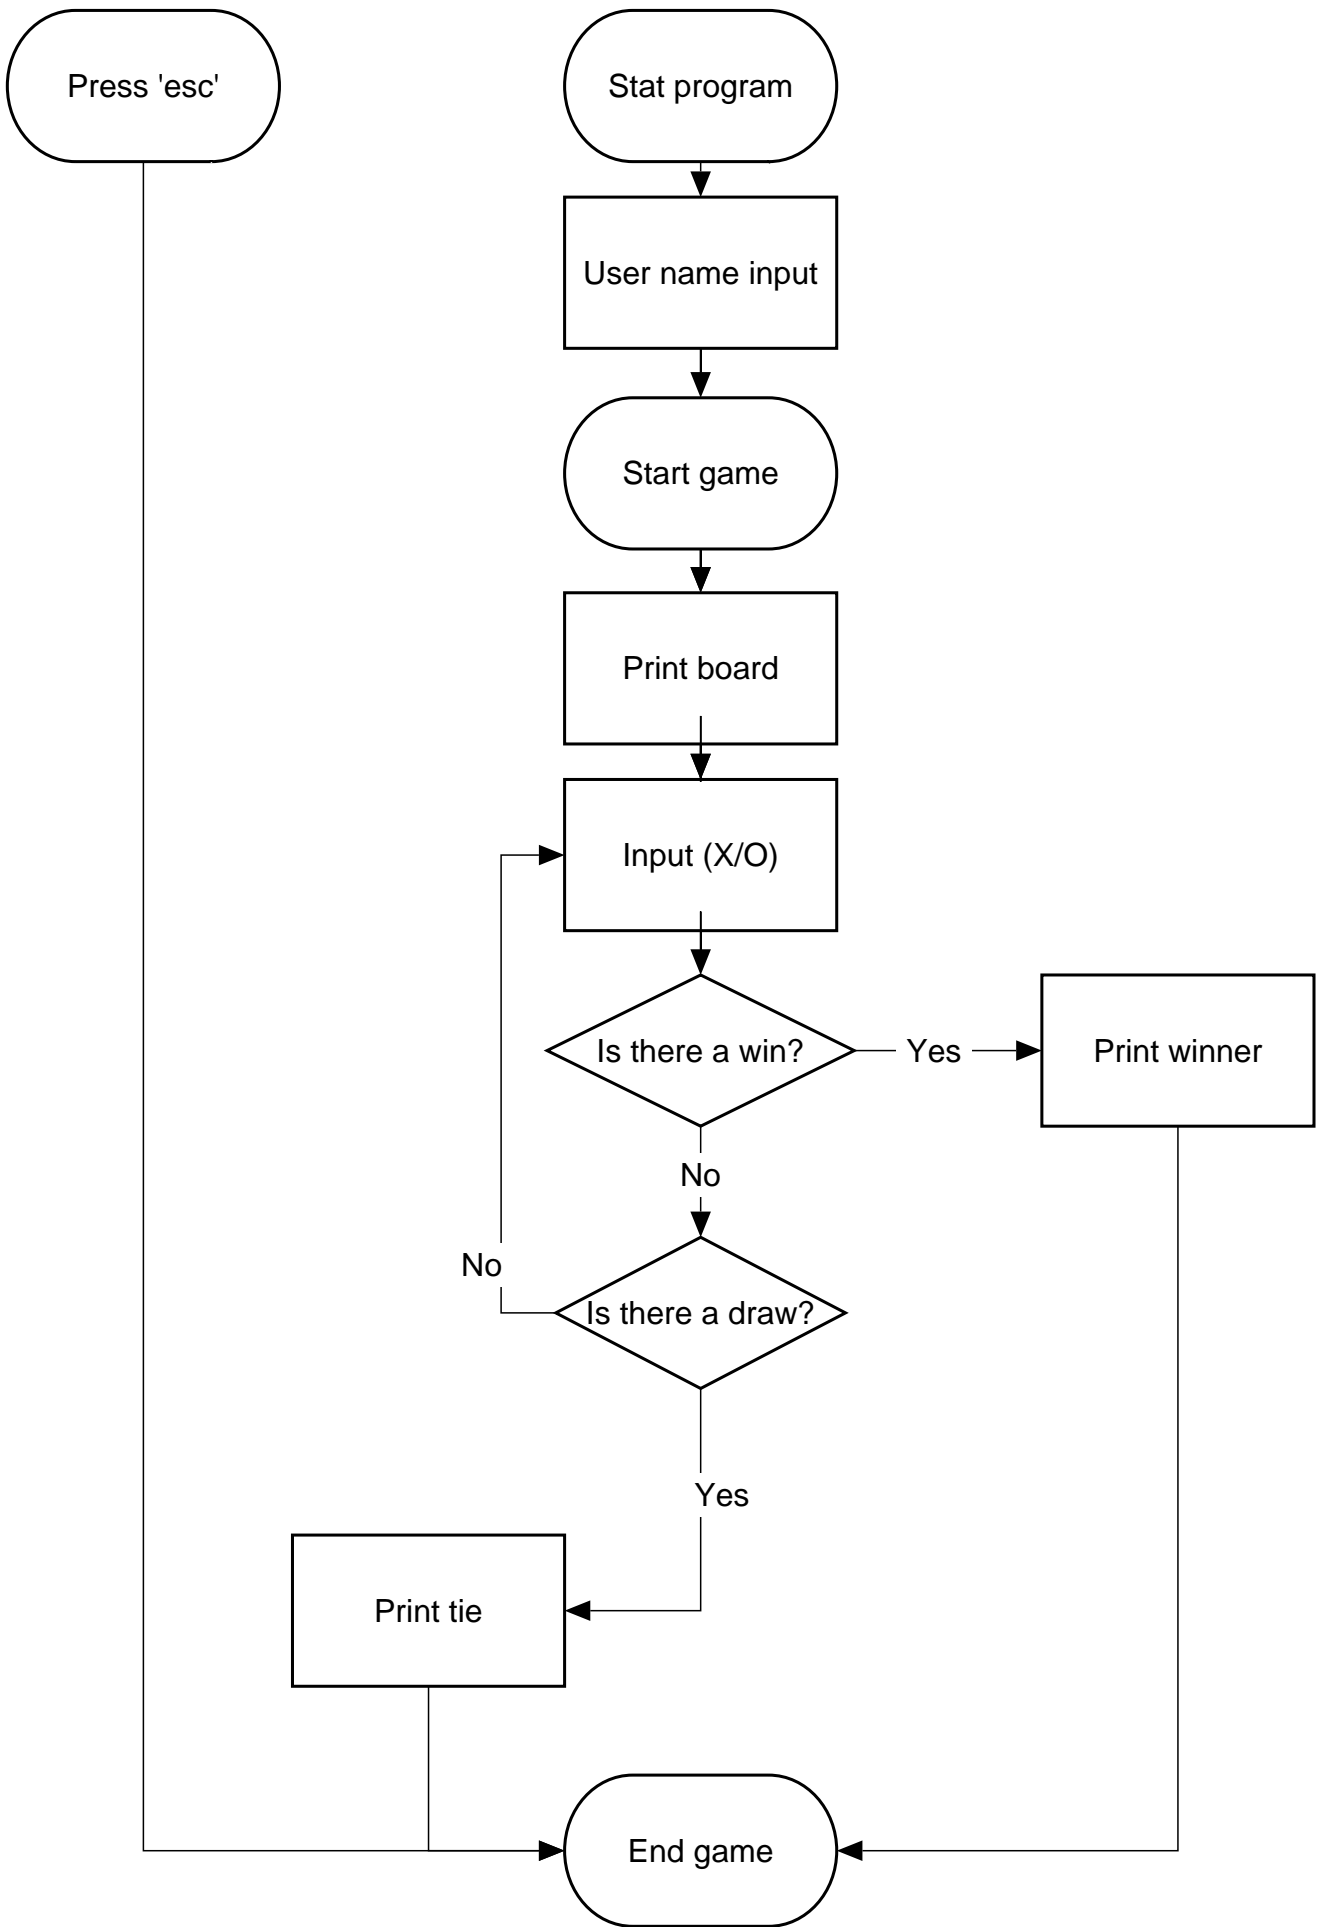 Press 'esc'
Stat program
User name input
Start game
Print board
Input (X/O)
Is there a win?
Yes
Print winner
No
No
Is there a draw?
Yes
Print tie
End game